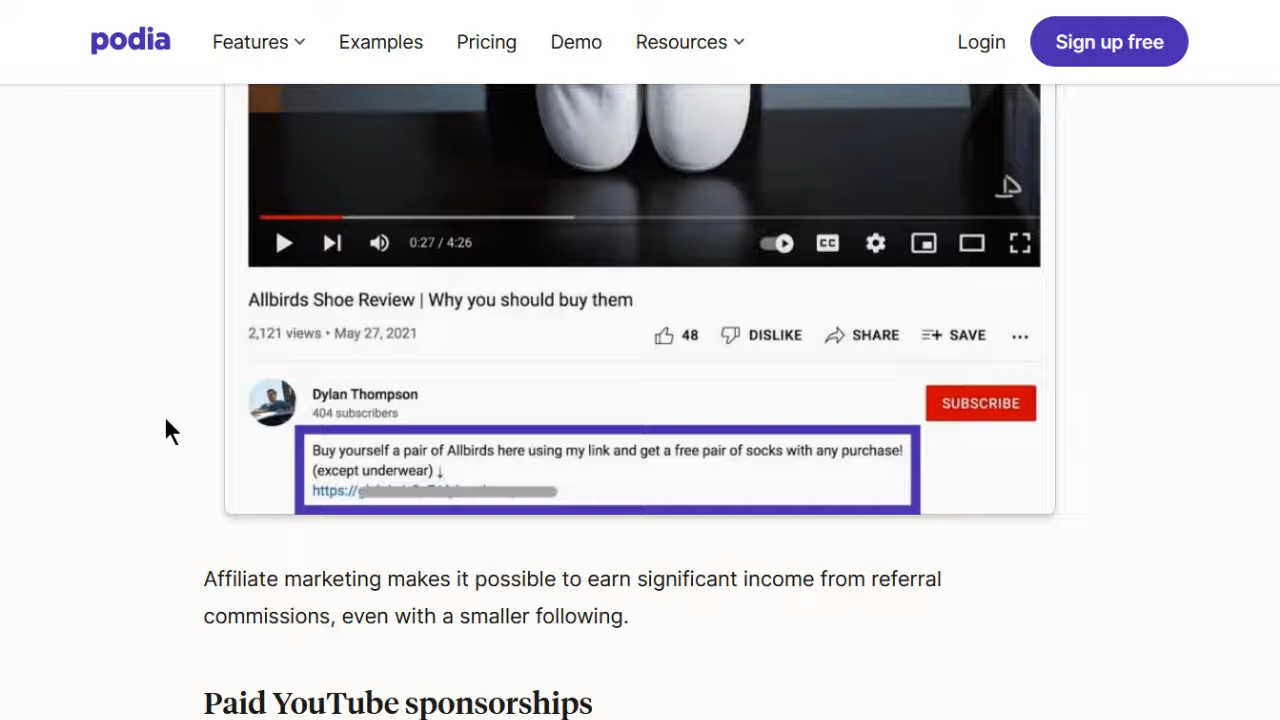 podia Features Examples Pricing Demo Resources Login Sign up free
0:27 / 4:26 CC
Allbirds Shoe Review | Why you should buy them
2,121 views • May 27, 2021 48 DISLIKE SHARE SAVE ...
Dylan Thompson
404 subscribers
SUBSCRIBE
Buy yourself a pair of Allbirds here using my link and get a free pair of socks with any purchase!
(except underwear) ↓
https://
Affiliate marketing makes it possible to earn significant income from referral
commissions, even with a smaller following.
Paid YouTube sponsorships